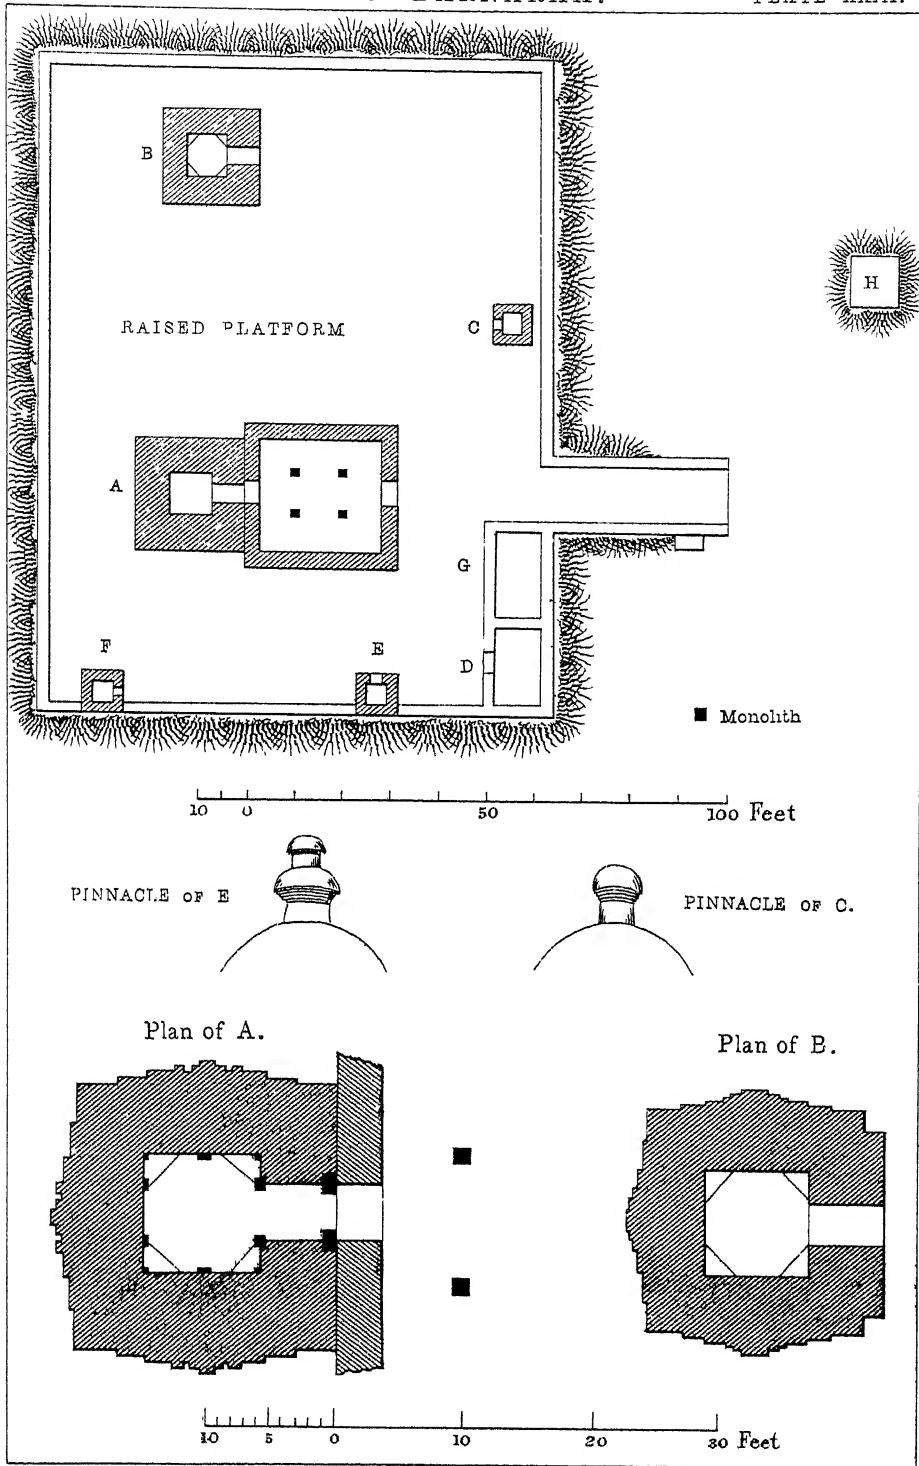 B
H
RAISED PLATFORM
C
A
G
F
E
D
Monolith
10 0 50 100 Feet
PINNACLE OF E
PINNACLE OF C.
Plan of A.
Plan of B.
10 5 0 10 20 30 Feet